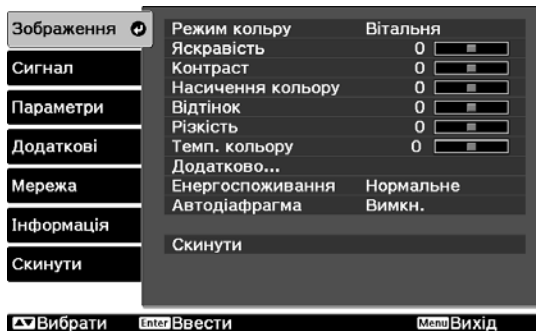 Зображення
Сигнал
Параметри
Додаткові
Мережа
Інформація
Скинути
Режим кольру Вітальня
Яскравість 0
Контраст 0
Насичення кольору 0
Відтінок 0
Різкість 0
Темп. кольору 0
Додатково...
Енергоспоживання Нормальне
Автодіафрагма Вимкн.
Скинути
Вибрати Enter Ввести Menu Вихід